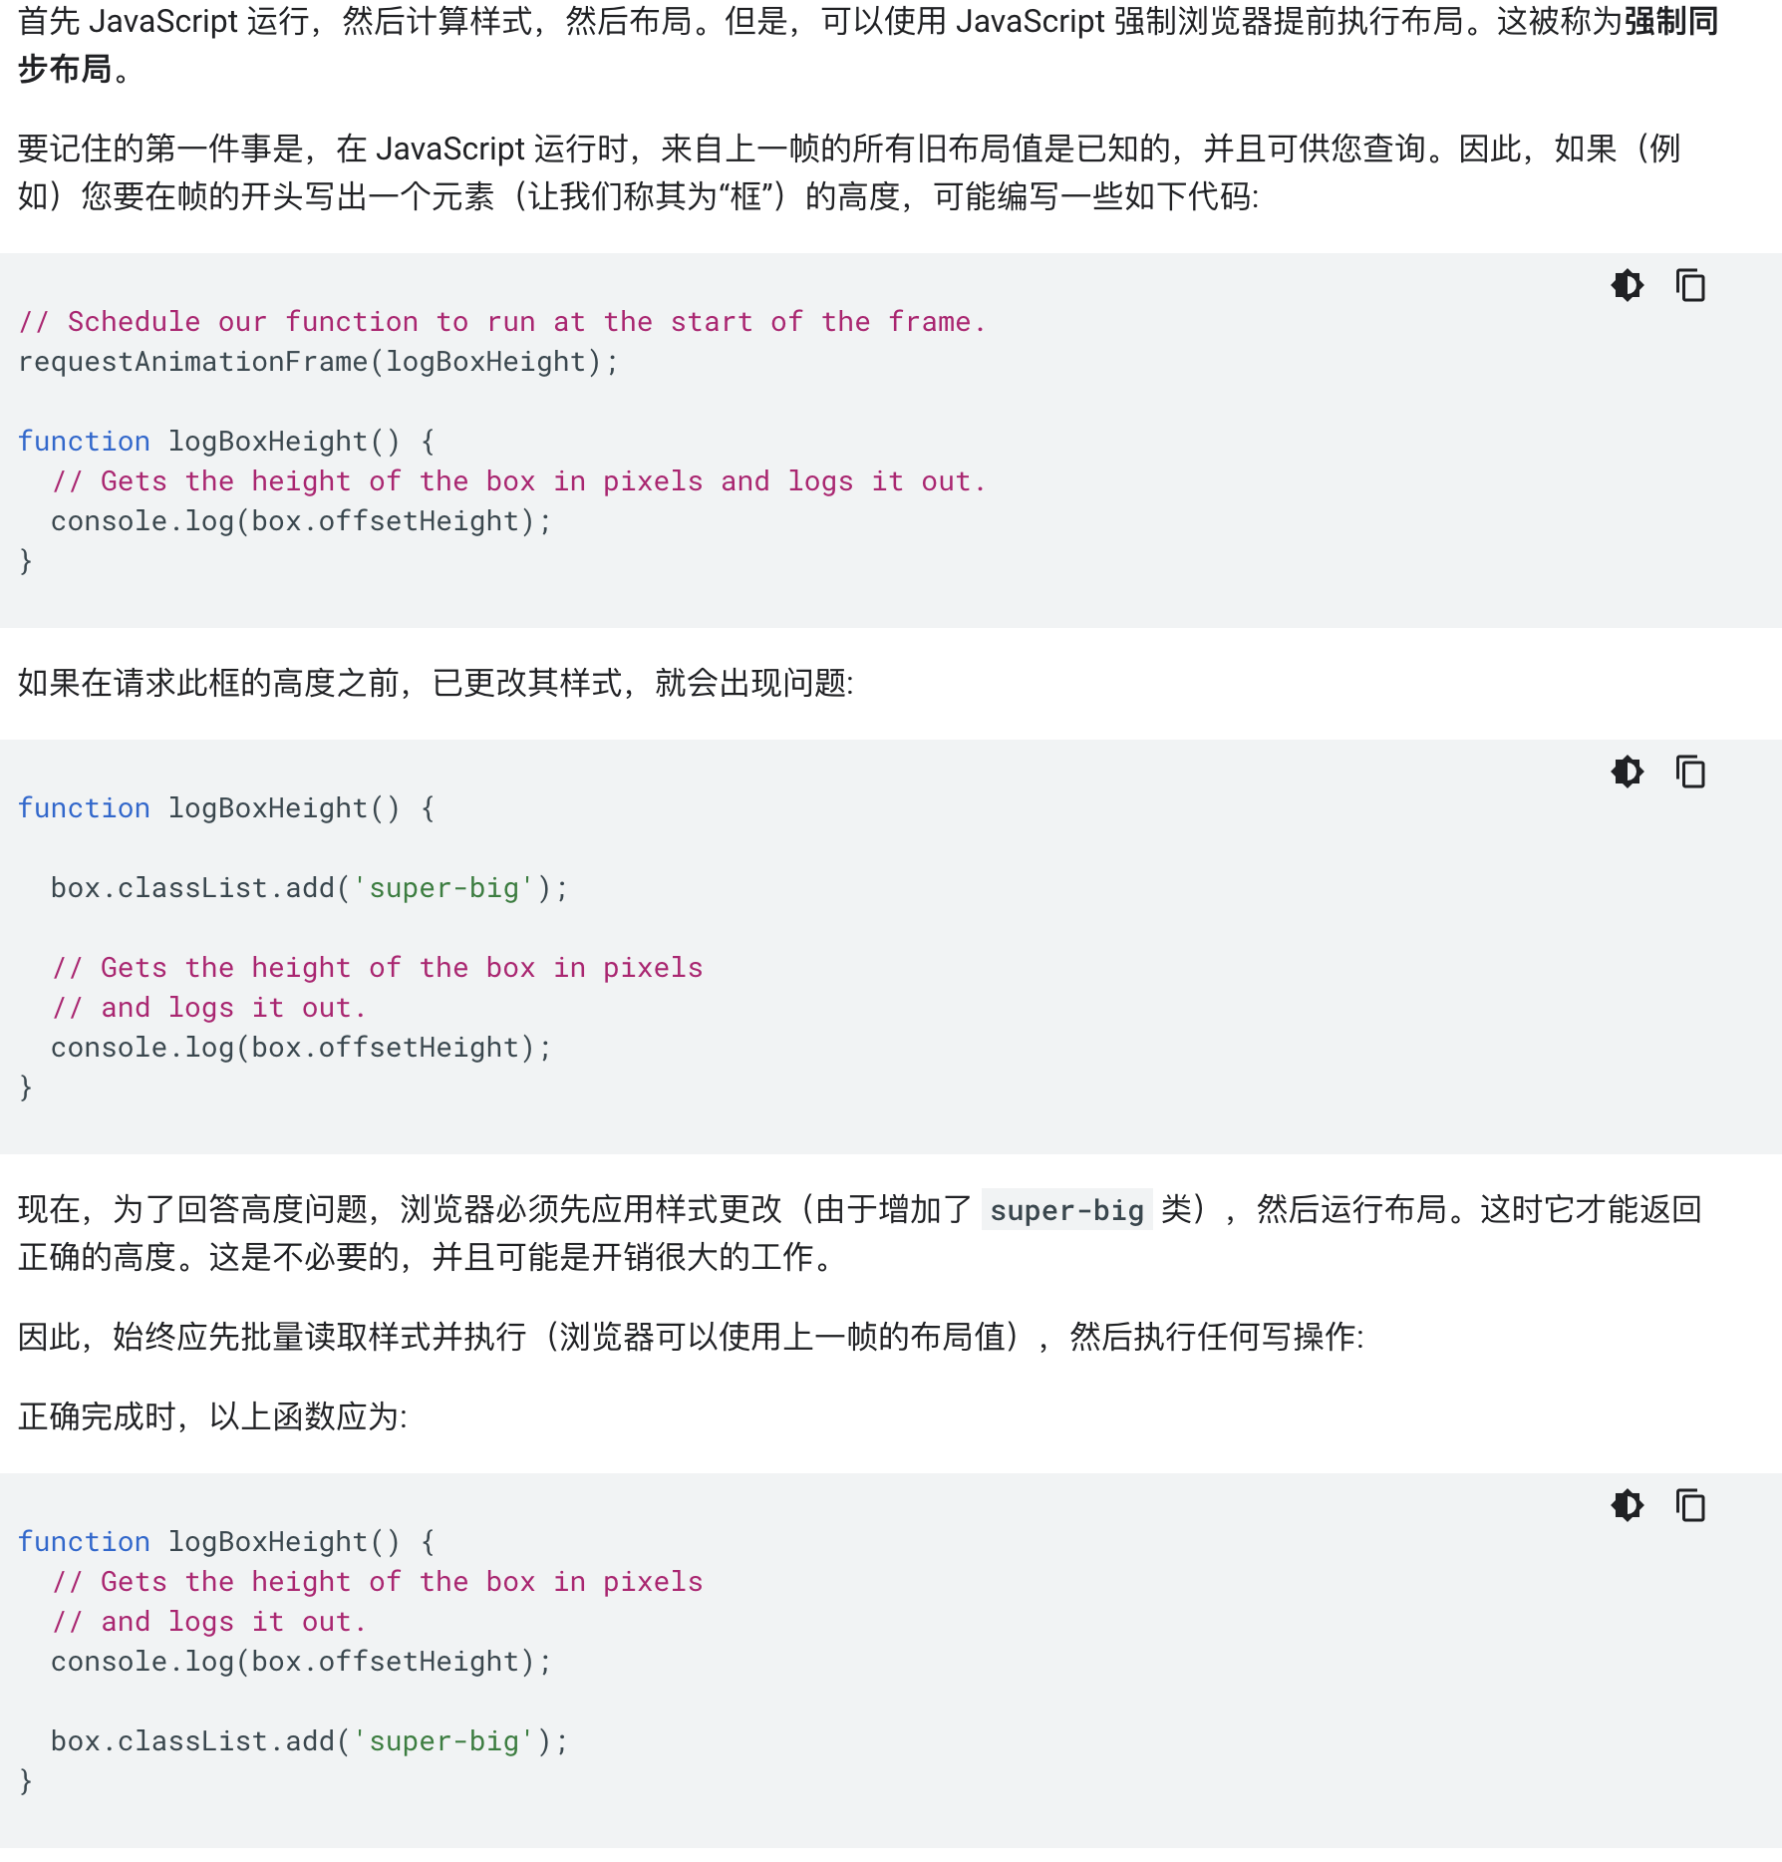 首先 JavaScript 运行，然后计算样式，然后布局。但是，可以使用 JavaScript 强制浏览器提前执行布局。这被称为强制同
步布局。
要记住的第一件事是，在 JavaScript 运行时，来自上一帧的所有旧布局值是已知的，并且可供您查询。因此，如果（例
如）您要在帧的开头写出一个元素（让我们称其为“框”）的高度，可能编写一些如下代码:
// Schedule our function to run at the start of the frame.
requestAnimationFrame(logBoxHeight);
function logBoxHeight() {
  // Gets the height of the box in pixels and logs it out.
  console.log(box.offsetHeight);
}
如果在请求此框的高度之前，已更改其样式，就会出现问题:
function logBoxHeight() {
  box.classList.add('super-big');
  // Gets the height of the box in pixels
  // and logs it out.
  console.log(box.offsetHeight);
}
现在，为了回答高度问题，浏览器必须先应用样式更改（由于增加了 super-big 类），然后运行布局。这时它才能返回
正确的高度。这是不必要的，并且可能是开销很大的工作。
因此，始终应先批量读取样式并执行（浏览器可以使用上一帧的布局值），然后执行任何写操作:
正确完成时，以上函数应为:
function logBoxHeight() {
  // Gets the height of the box in pixels
  // and logs it out.
  console.log(box.offsetHeight);
  box.classList.add('super-big');
}